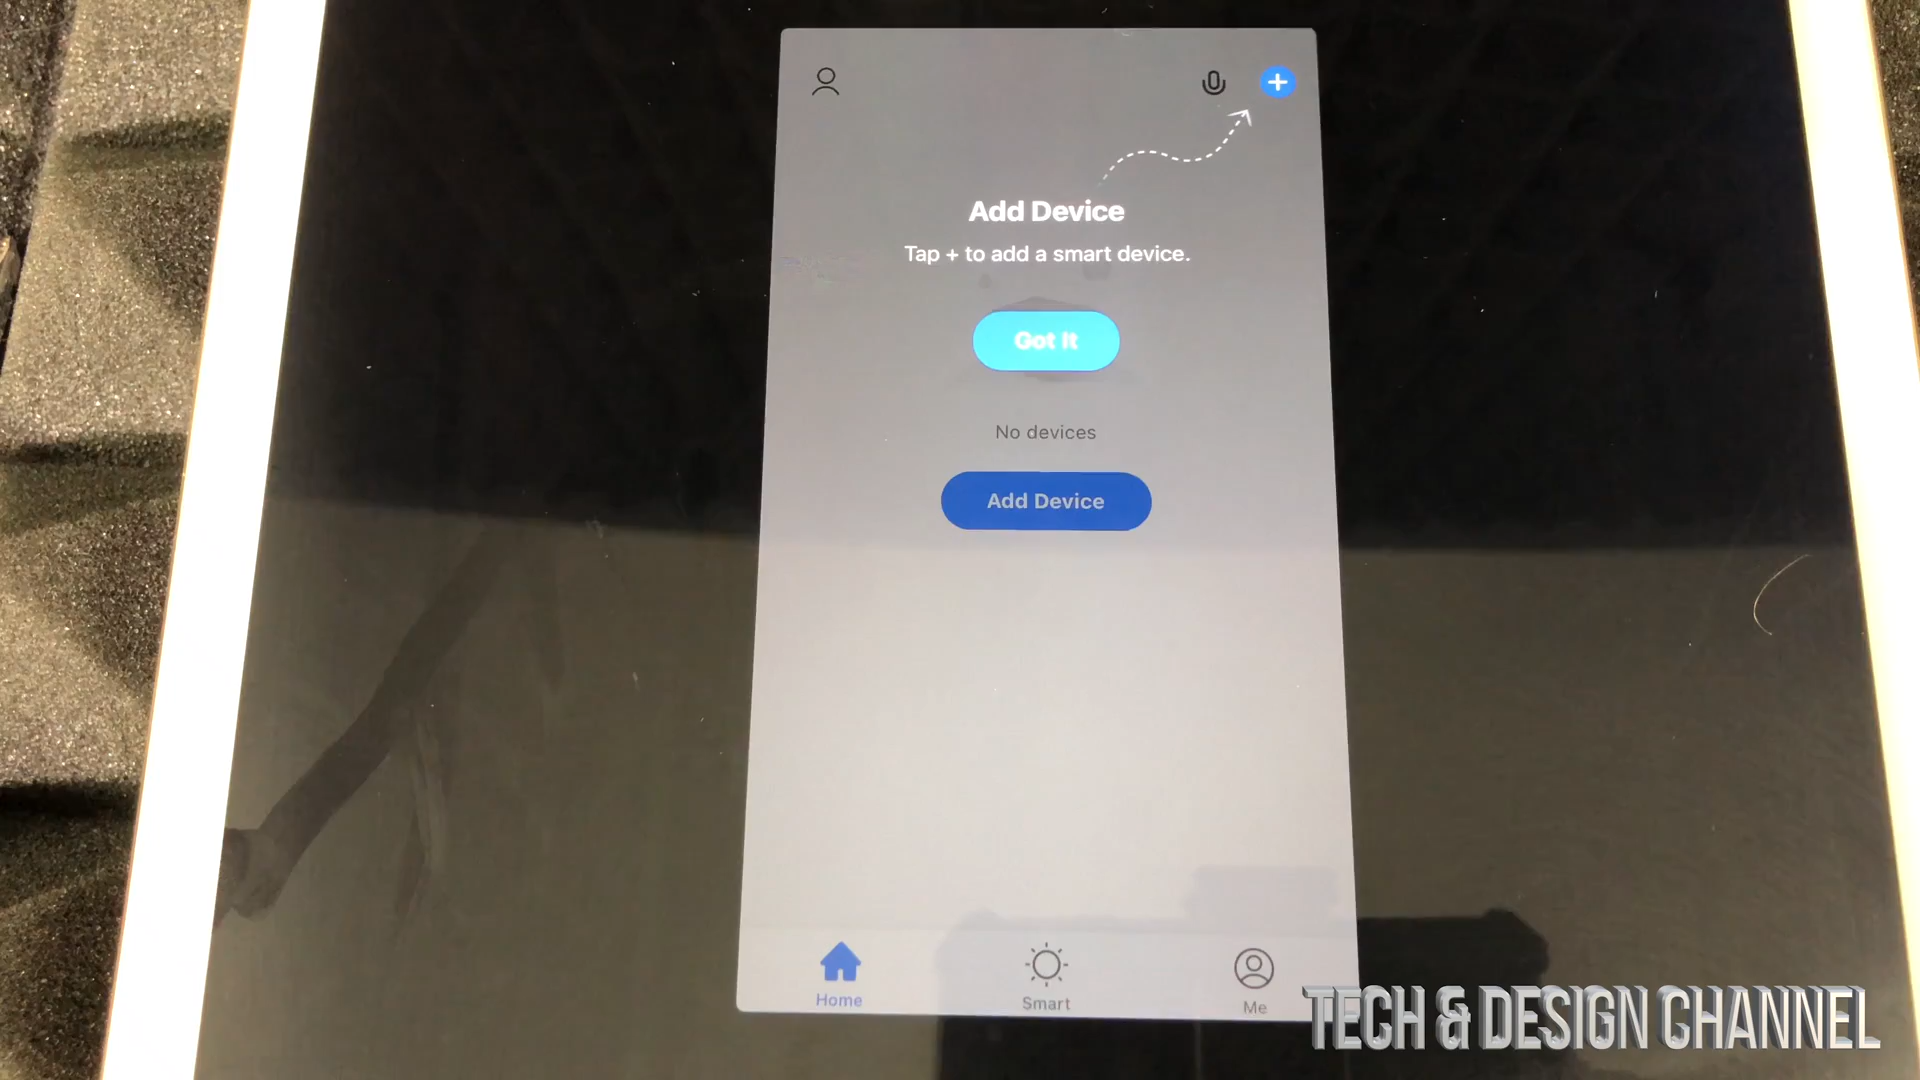 Add Device
Tap + to add a smart device.
Got It
No devices
Add Device
Home
Smart
Me
TECH & DESIGN CHANNEL